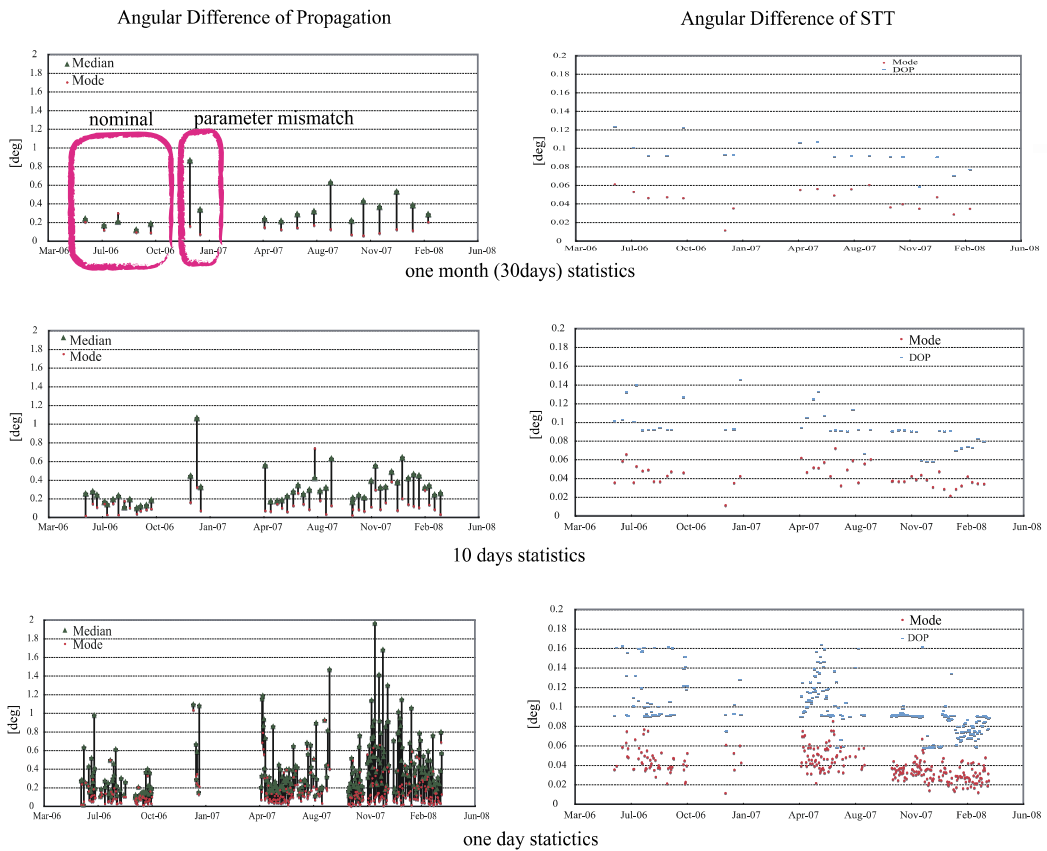 Angular Difference of Propagation
Angular Difference of STT
2
1.8
1.6
1.4
1.2
1
0.8
0.6
0.4
0.2
0
[deg]
Median
Mode
nominal
parameter mismatch
Mar-06 Jul-06 Oct-06 Jan-07 Apr-07 Aug-07 Nov-07 Feb-08 Jun-08
0.2
0.18
0.16
0.14
0.12
0.1
0.08
0.06
0.04
0.02
0
[deg]
Mode
DOP
Mar-06 Jul-06 Oct-06 Jan-07 Apr-07 Aug-07 Nov-07 Feb-08 Jun-08
one month (30days) statistics
2
1.8
1.6
1.4
1.2
1
0.8
0.6
0.4
0.2
0
[deg]
Median
Mode
Mar-06 Jul-06 Oct-06 Jan-07 Apr-07 Aug-07 Nov-07 Feb-08 Jun-08
0.2
0.18
0.16
0.14
0.12
0.1
0.08
0.06
0.04
0.02
0
[deg]
Mode
DOP
Mar-06 Jul-06 Oct-06 Jan-07 Apr-07 Aug-07 Nov-07 Feb-08 Jun-08
10 days statistics
2
1.8
1.6
1.4
1.2
1
0.8
0.6
0.4
0.2
0
[deg]
Median
Mode
Mar-06 Jul-06 Oct-06 Jan-07 Apr-07 Aug-07 Nov-07 Feb-08 Jun-08
0.2
0.18
0.16
0.14
0.12
0.1
0.08
0.06
0.04
0.02
0
[deg]
Mode
DOP
Mar-06 Jul-06 Oct-06 Jan-07 Apr-07 Aug-07 Nov-07 Feb-08 Jun-08
one day statictics